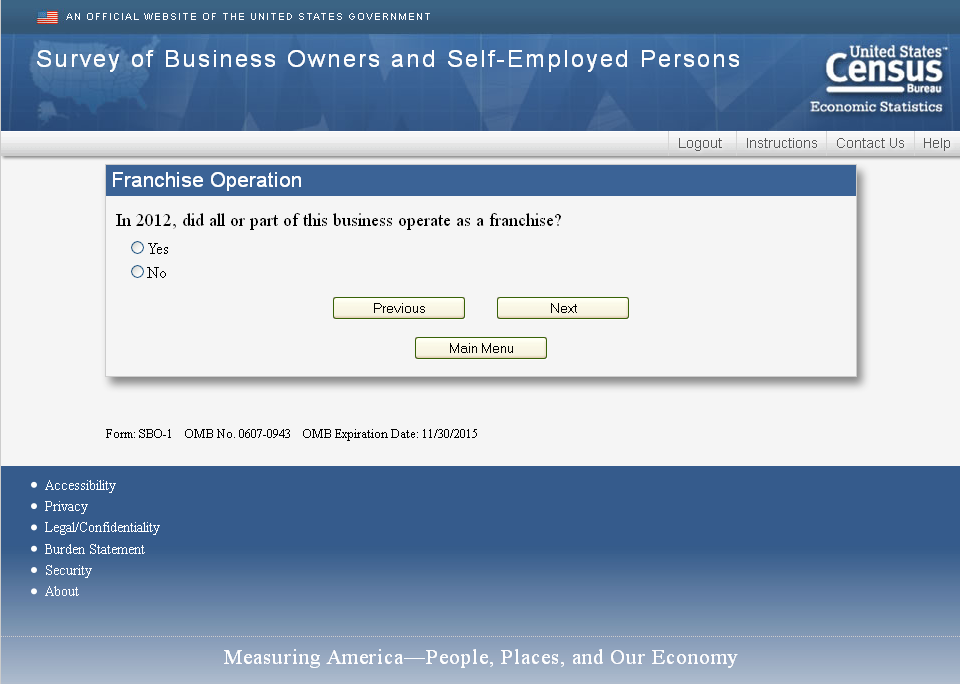 AN OFFICIAL WEBSITE OF THE UNITED STATES GOVERNMENT
Survey of Business Owners and Self-Employed Persons
United States™
Census
Bureau
Economic Statistics
Logout Instructions Contact Us Help
Franchise Operation
In 2012, did all or part of this business operate as a franchise?
Yes
No
Previous Next
Main Menu
Form: SBO-1 OMB No. 0607-0943 OMB Expiration Date: 11/30/2015
Accessibility
Privacy
Legal/Confidentiality
Burden Statement
Security
About
Measuring America—People, Places, and Our Economy